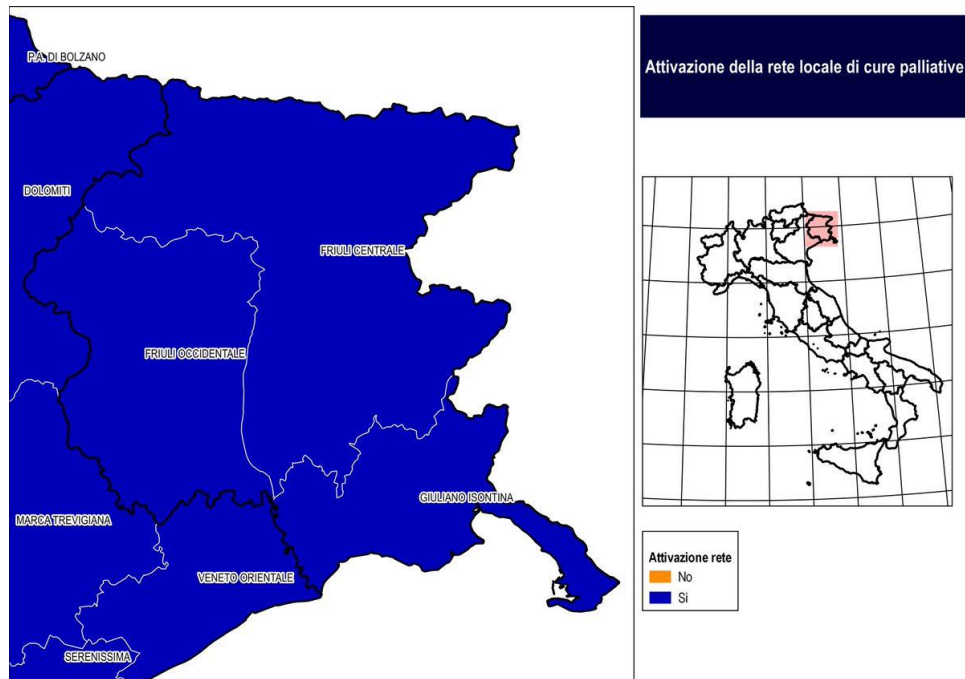 P.A. DI BOLZANO
DOLOMITI
FRIULI CENTRALE
FRIULI OCCIDENTALE
GIULIANO ISONTINA
MARCA TREVIGIANA
VENETO ORIENTALE
SERENISSIMA
Attivazione della rete locale di cure palliative
Attivazione rete
No
Si